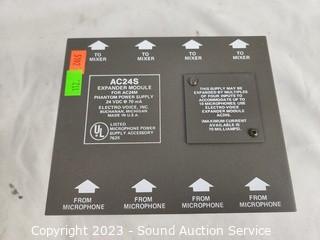 TO
MIXER
TO
MIXER
TO
MIXER
TO
MIXER
AC24S
EXPANDER MODULE
FOR AC24M
PHANTOM POWER SUPPLY
24 VDC @ 70 mA
ELECTRO-VOICE, INC.
BUCHANAN, MICHIGAN
MADE IN U.S.A.
UL
LISTED
MICROPHONE POWER
SUPPLY ACCESSORY
762X
THIS SUPPLY MAY BE
EXPANDED BY MULTIPLES
OF FOUR INPUTS TO
ACCOMMODATE UP TO
MICROPHONES. USE
ELECTRO-VOICE
EXPANDER MODULE
AC24S.
MAXIMUM CURRENT
AVAILABLE IS
70 MILLIAMPS.
FROM
MICROPHONE
FROM
MICROPHONE
FROM
MICROPHONE
FROM
MICROPHONE
Copyright © 2023 - Sound Auction Service